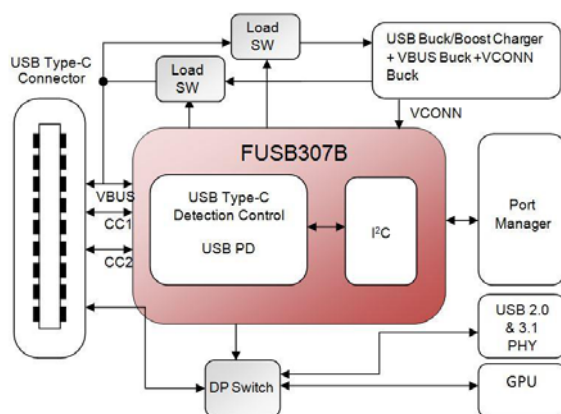 Load
SW
USB Buck/Boost Charger
+ VBUS Buck +VCONN
Buck
USB Type-C
Connector
Load
SW
VCONN
FUSB307B
VBUS
CC1
CC2
USB Type-C
Detection Control
USB PD
I²C
Port
Manager
USB 2.0
& 3.1
PHY
DP Switch
GPU